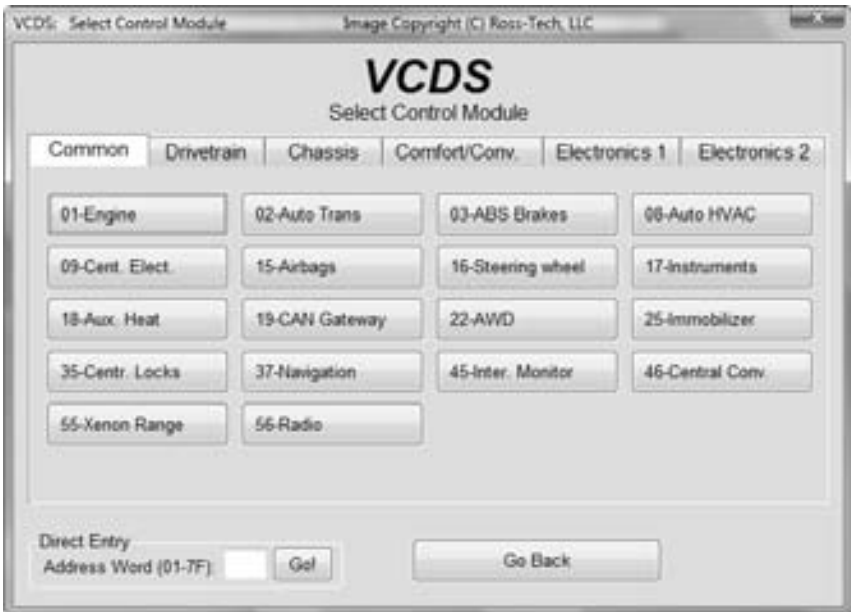 VCDS: Select Control Module Image Copyright (C) Ross-Tech, LLC
VCDS
Select Control Module
Common Drivetrain Chassis Comfort/Conv. Electronics 1 Electronics 2
01-Engine 02-Auto Trans 03-ABS Brakes 08-Auto HVAC
09-Cent. Elect. 15-Airbags 16-Steering wheel 17-Instruments
18-Aux. Heat 19-CAN Gateway 22-AWD 25-Immobilizer
35-Centr. Locks 37-Navigation 45-Inter. Monitor 46-Central Conv.
55-Xenon Range 56-Radio
Direct Entry
Address Word (01-7F): Go!
Go Back